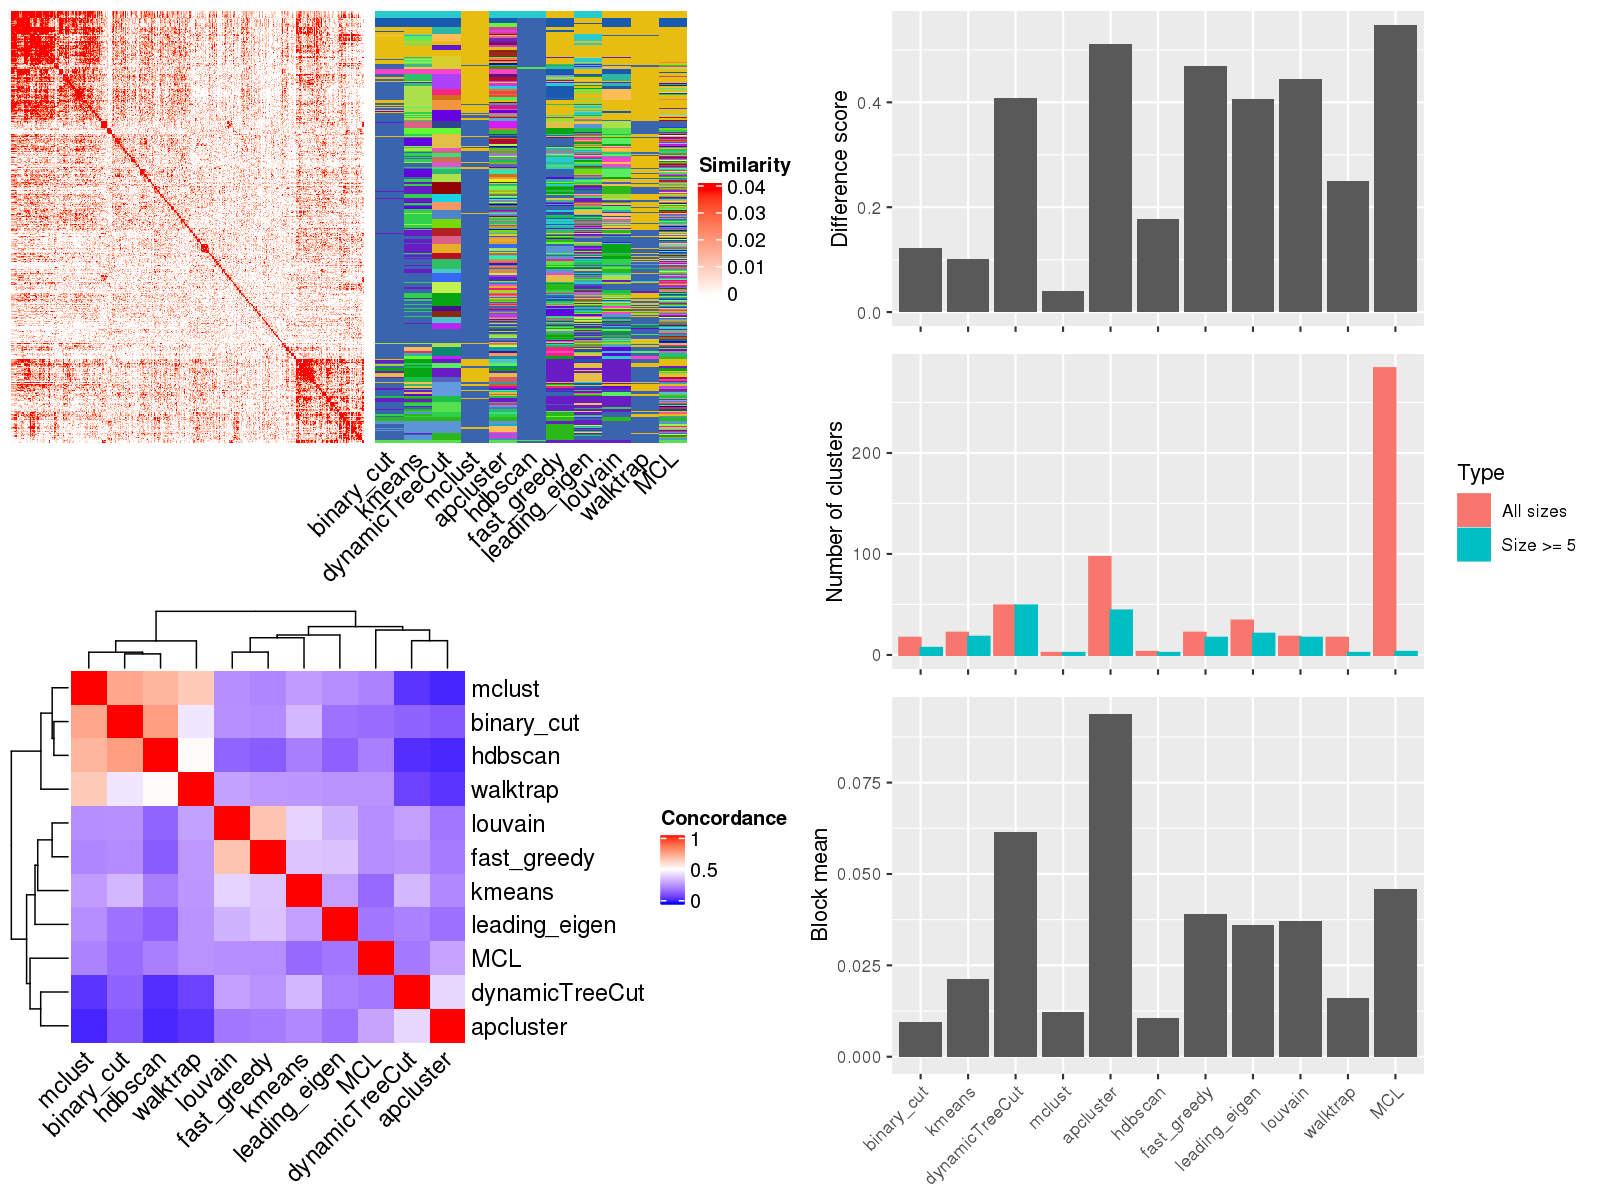 Similarity
0.04
0.03
0.02
0.01
0
binary_cut
kmeans
dynamicTreeCut
mclust
apcluster
hdbscan
fast_greedy
leading_eigen
louvain
walktrap
MCL
mclust
binary_cut
hdbscan
walktrap
louvain
fast_greedy
kmeans
leading_eigen
MCL
dynamicTreeCut
apcluster
mclust
binary_cut
hdbscan
walktrap
louvain
fast_greedy
kmeans
leading_eigen
MCL
dynamicTreeCut
apcluster
Concordance
1
0.5
0
Difference score
0.4
0.2
0.0
Number of clusters
200
100
0
Type
All sizes
Size >= 5
Block mean
0.075
0.050
0.025
0.000
binary_cut
kmeans
dynamicTreeCut
mclust
apcluster
hdbscan
fast_greedy
leading_eigen
louvain
walktrap
MCL